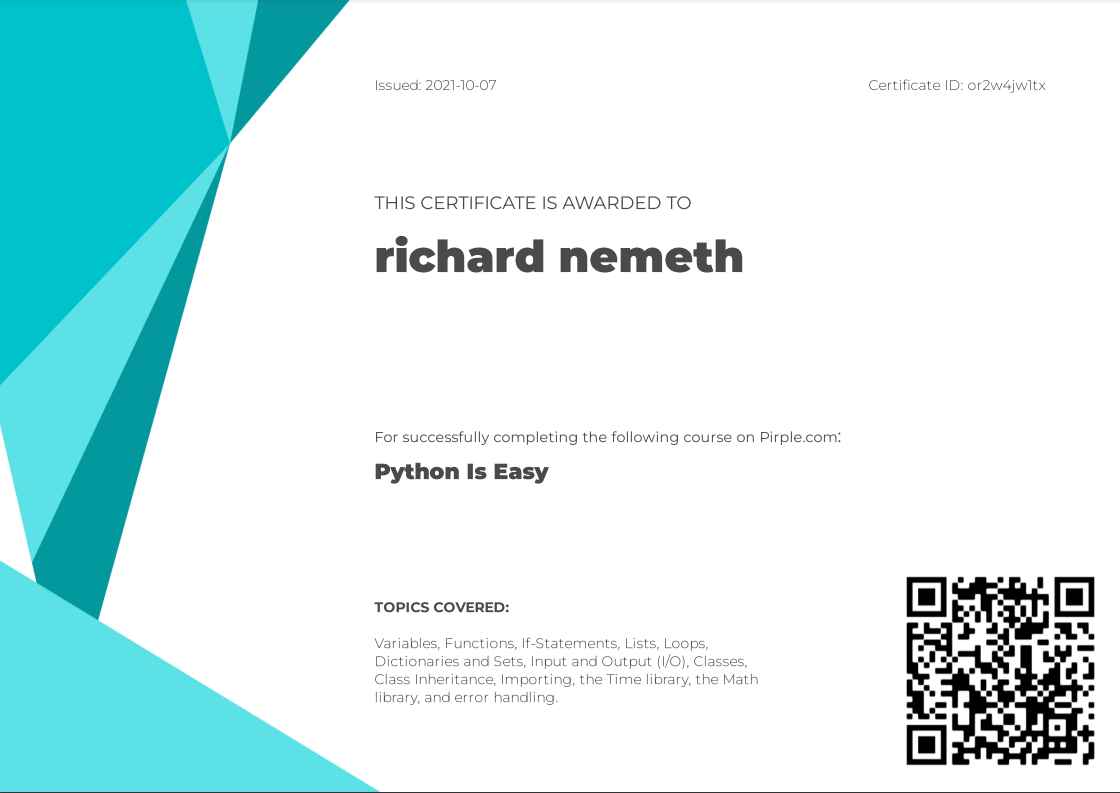 Issued: 2021-10-07
Certificate ID: or2w4jw1tx
THIS CERTIFICATE IS AWARDED TO
richard nemeth
For successfully completing the following course on Pirple.com:
Python Is Easy
TOPICS COVERED:
Variables, Functions, If-Statements, Lists, Loops,
Dictionaries and Sets, Input and Output (I/O), Classes,
Class Inheritance, Importing, the Time library, the Math
library, and error handling.